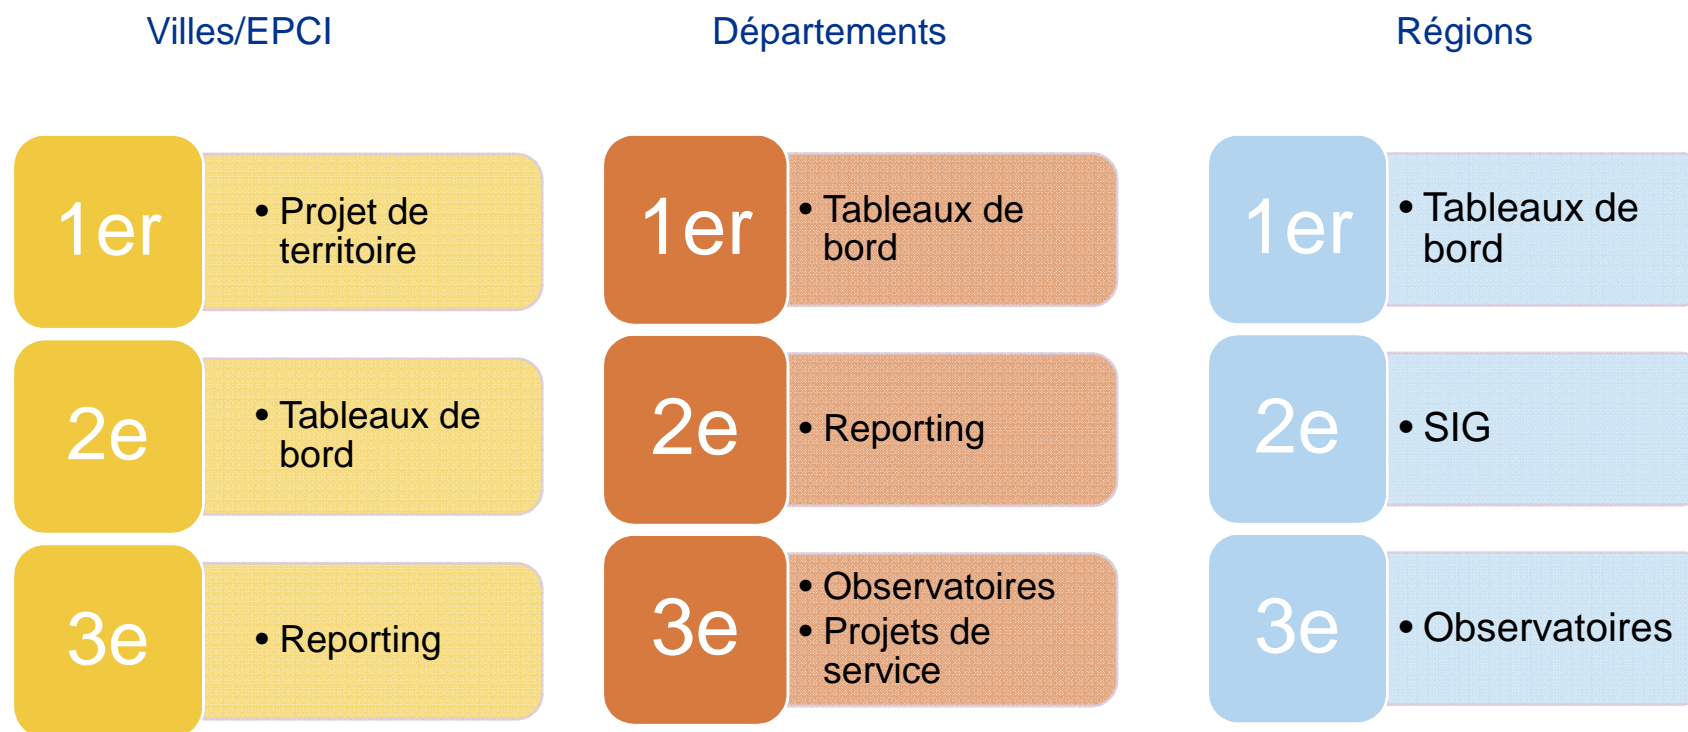 Villes/EPCI
Départements
Régions
1er
• Projet de
territoire
2e
• Tableaux de
bord
3e
• Reporting
1er
• Tableaux de
bord
2e
• Reporting
3e
• Observatoires
• Projets de
service
1er
• Tableaux de
bord
2e
• SIG
3e
• Observatoires